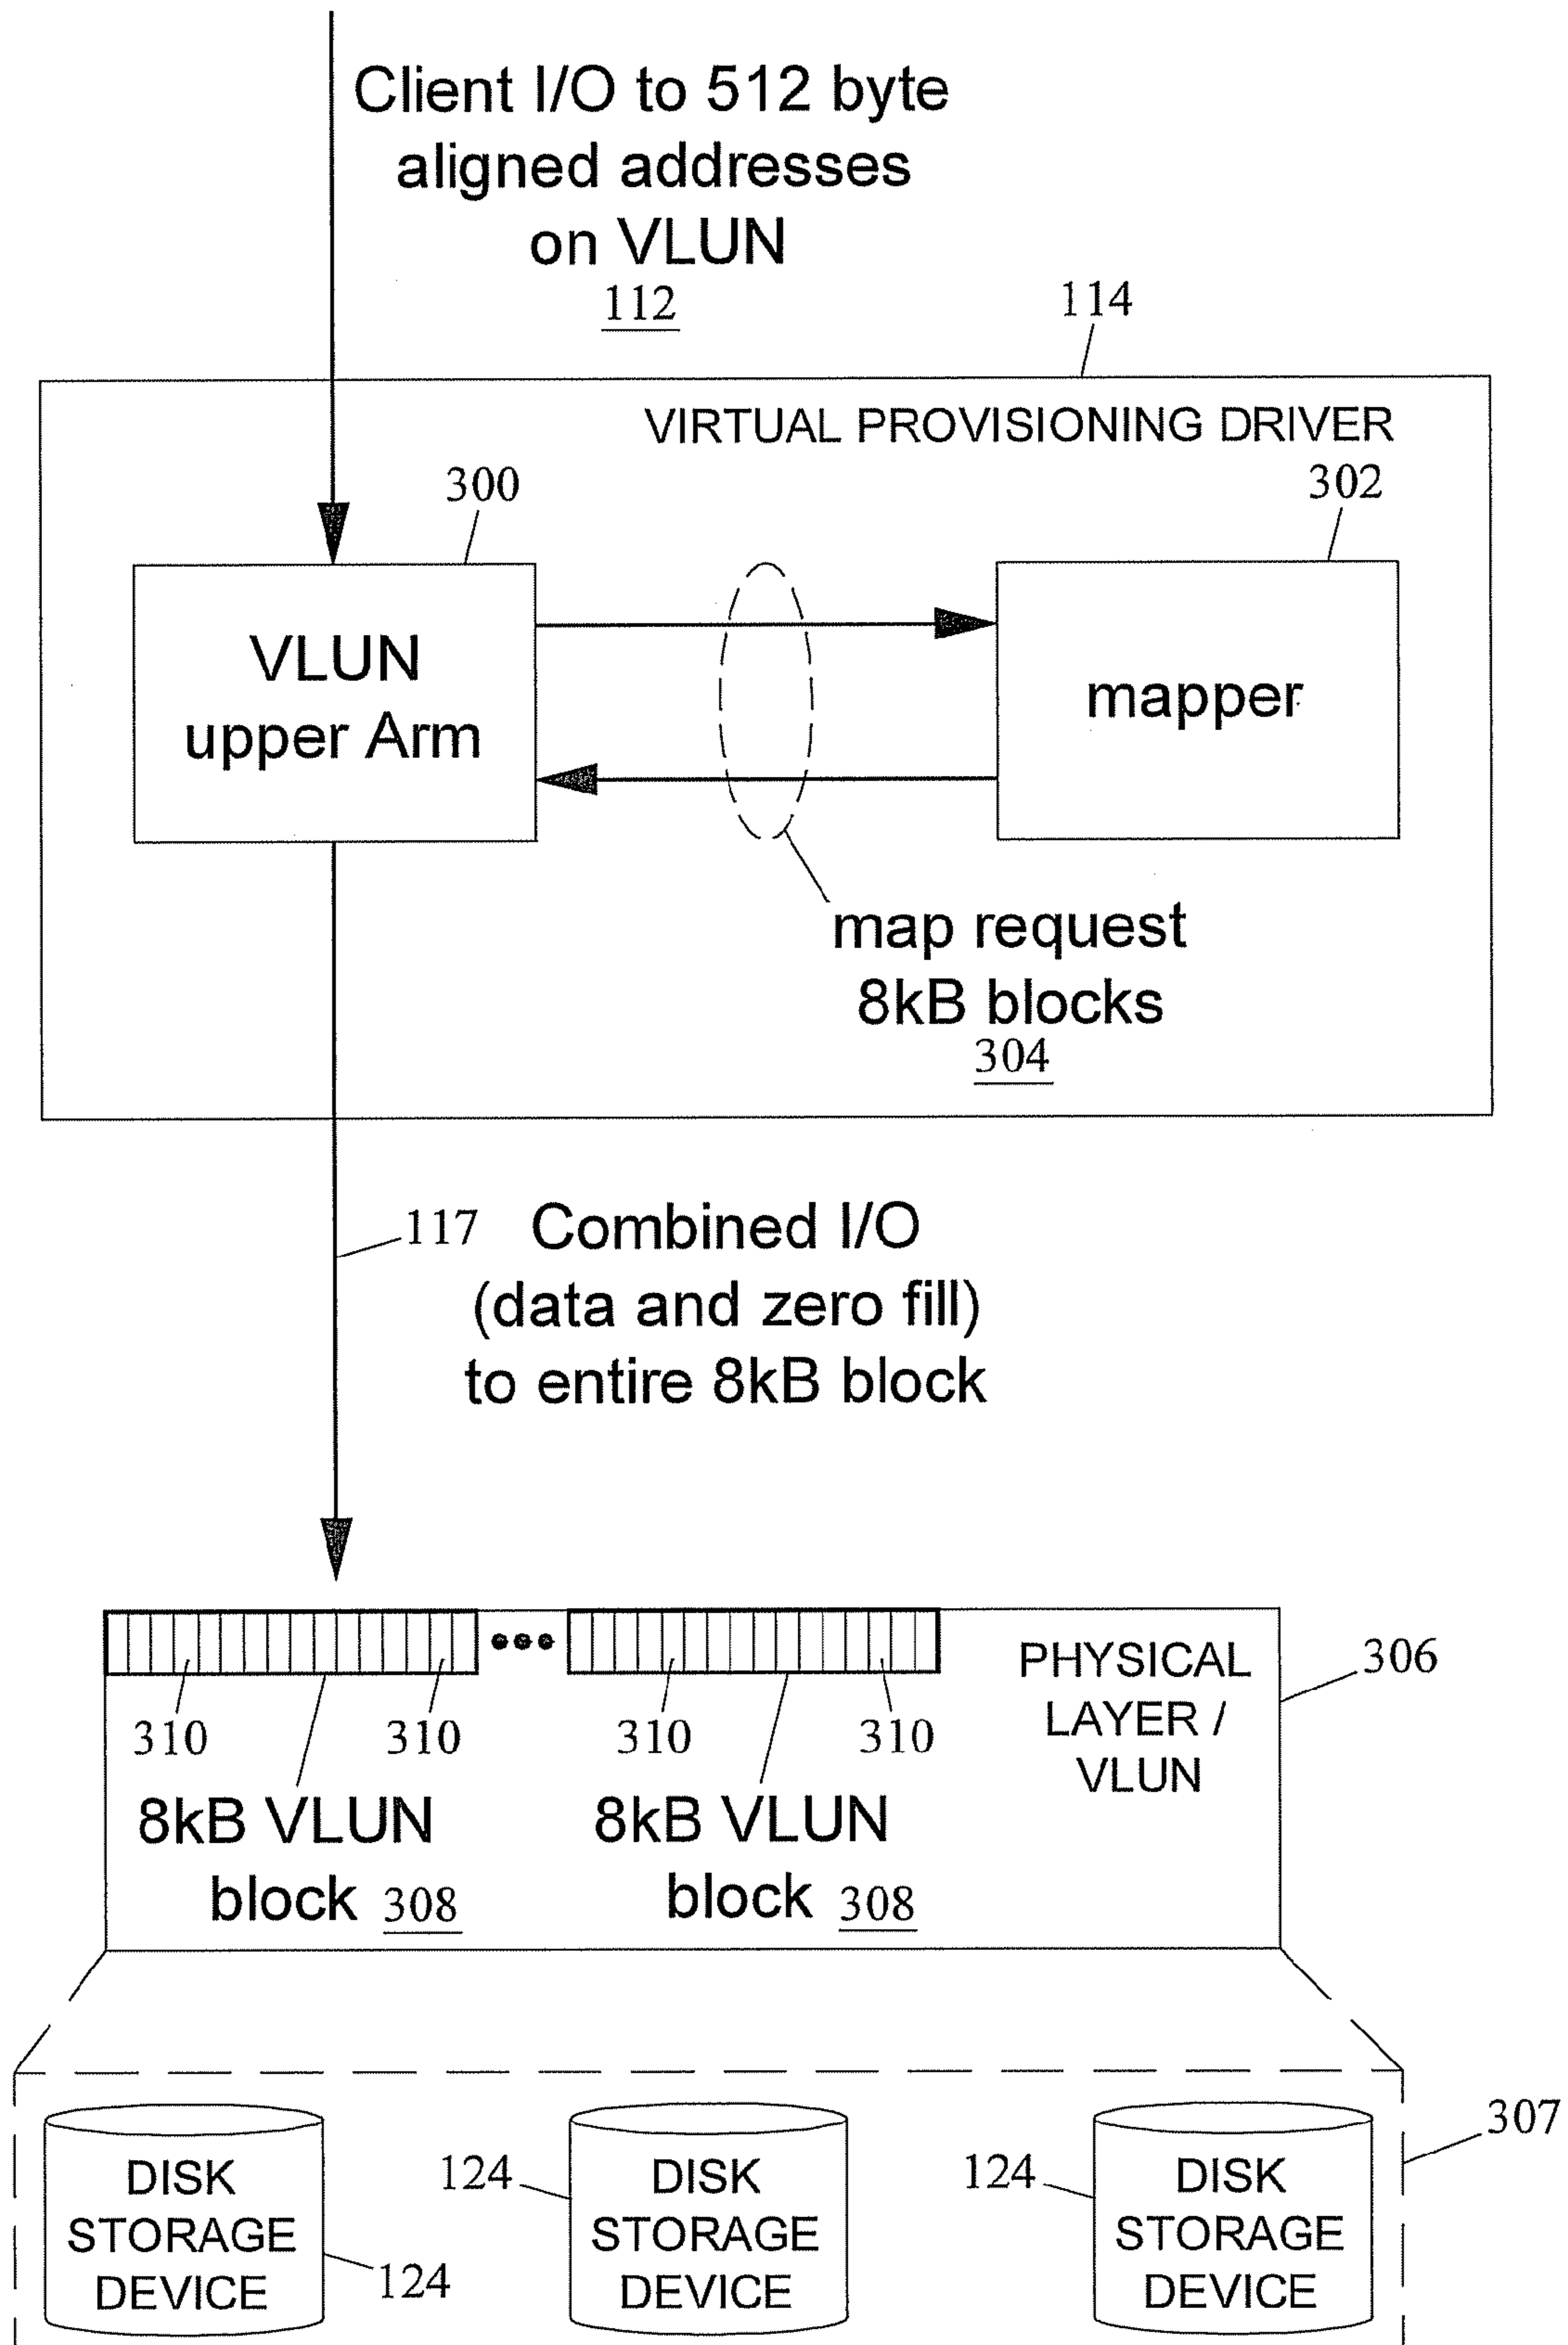 Client I/O to 512 byte
aligned addresses
on VLUN
112
114
VIRTUAL PROVISIONING DRIVER
300
302
VLUN
upper Arm
mapper
map request
8kB blocks
304
117
Combined I/O
(data and zero fill)
to entire 8kB block
PHYSICAL
LAYER /
VLUN
306
310
310
310
310
8kB VLUN
block 308
8kB VLUN
block 308
307
DISK
STORAGE
DEVICE
124
124
DISK
STORAGE
DEVICE
124
DISK
STORAGE
DEVICE